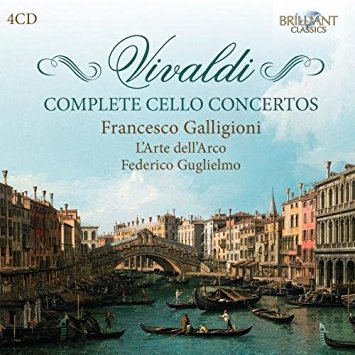 4CD
BRILLIANT
CLASSICS
Vivaldi
COMPLETE CELLO CONCERTOS
Francesco Galligioni
L'Arte dell'Arco
Federico Guglielmo